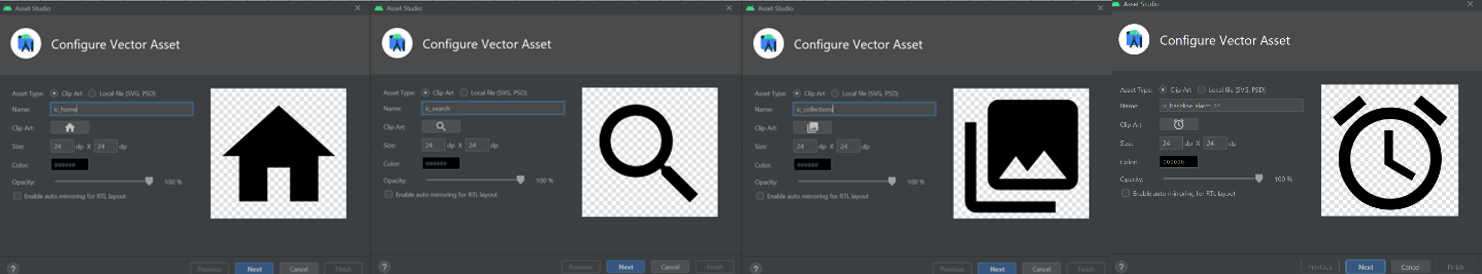 Asset Studio
Configure Vector Asset
Asset Type: Clip Art Local file (SVG, PSD)
Name: ic_home
Clip Art:
Size: 24 dp X 24 dp
Color: 000000
Opacity: 100 %
Enable auto mirroring for RTL layout
? Previous Next Cancel Finish
Asset Studio
Configure Vector Asset
Asset Type: Clip Art Local file (SVG, PSD)
Name: ic_search
Clip Art:
Size: 24 dp X 24 dp
Color: 000000
Opacity: 100 %
Enable auto mirroring for RTL layout
? Previous Next Cancel Finish
Asset Studio
Configure Vector Asset
Asset Type: Clip Art Local file (SVG, PSD)
Name: ic_collections
Clip Art:
Size: 24 dp X 24 dp
Color: 000000
Opacity: 100 %
Enable auto mirroring for RTL layout
? Previous Next Cancel Finish
Asset Studio
Configure Vector Asset
Asset Type: Clip Art Local file (SVG, PSD)
Name: ic_baseline_alarm_24
Clip Art:
Size: 24 dp X 24 dp
Color: 000000
Opacity: 100 %
Enable auto mirroring for RTL layout
? Previous Next Cancel Finish